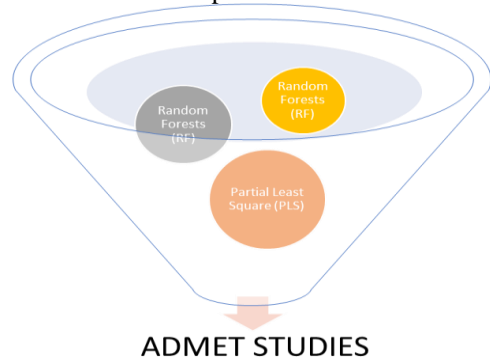 Random
Forests
(RF)
Random
Forests
(RF)
Partial Least
Square (PLS)
ADMET STUDIES